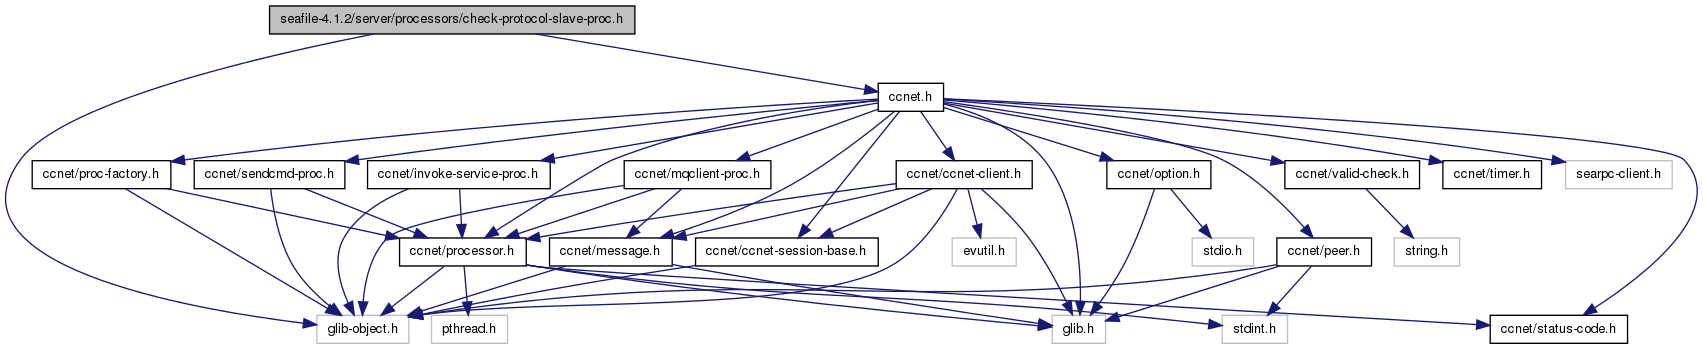 seafile-4.1.2/server/processors/check-protocol-slave-proc.h
ccnet.h
ccnet/proc-factory.h
ccnet/sendcmd-proc.h
ccnet/invoke-service-proc.h
ccnet/mqclient-proc.h
ccnet/ccnet-client.h
ccnet/option.h
ccnet/valid-check.h
ccnet/timer.h
searpc-client.h
ccnet/processor.h
ccnet/message.h
ccnet/ccnet-session-base.h
evutil.h
stdio.h
ccnet/peer.h
string.h
glib-object.h
pthread.h
glib.h
stdint.h
ccnet/status-code.h